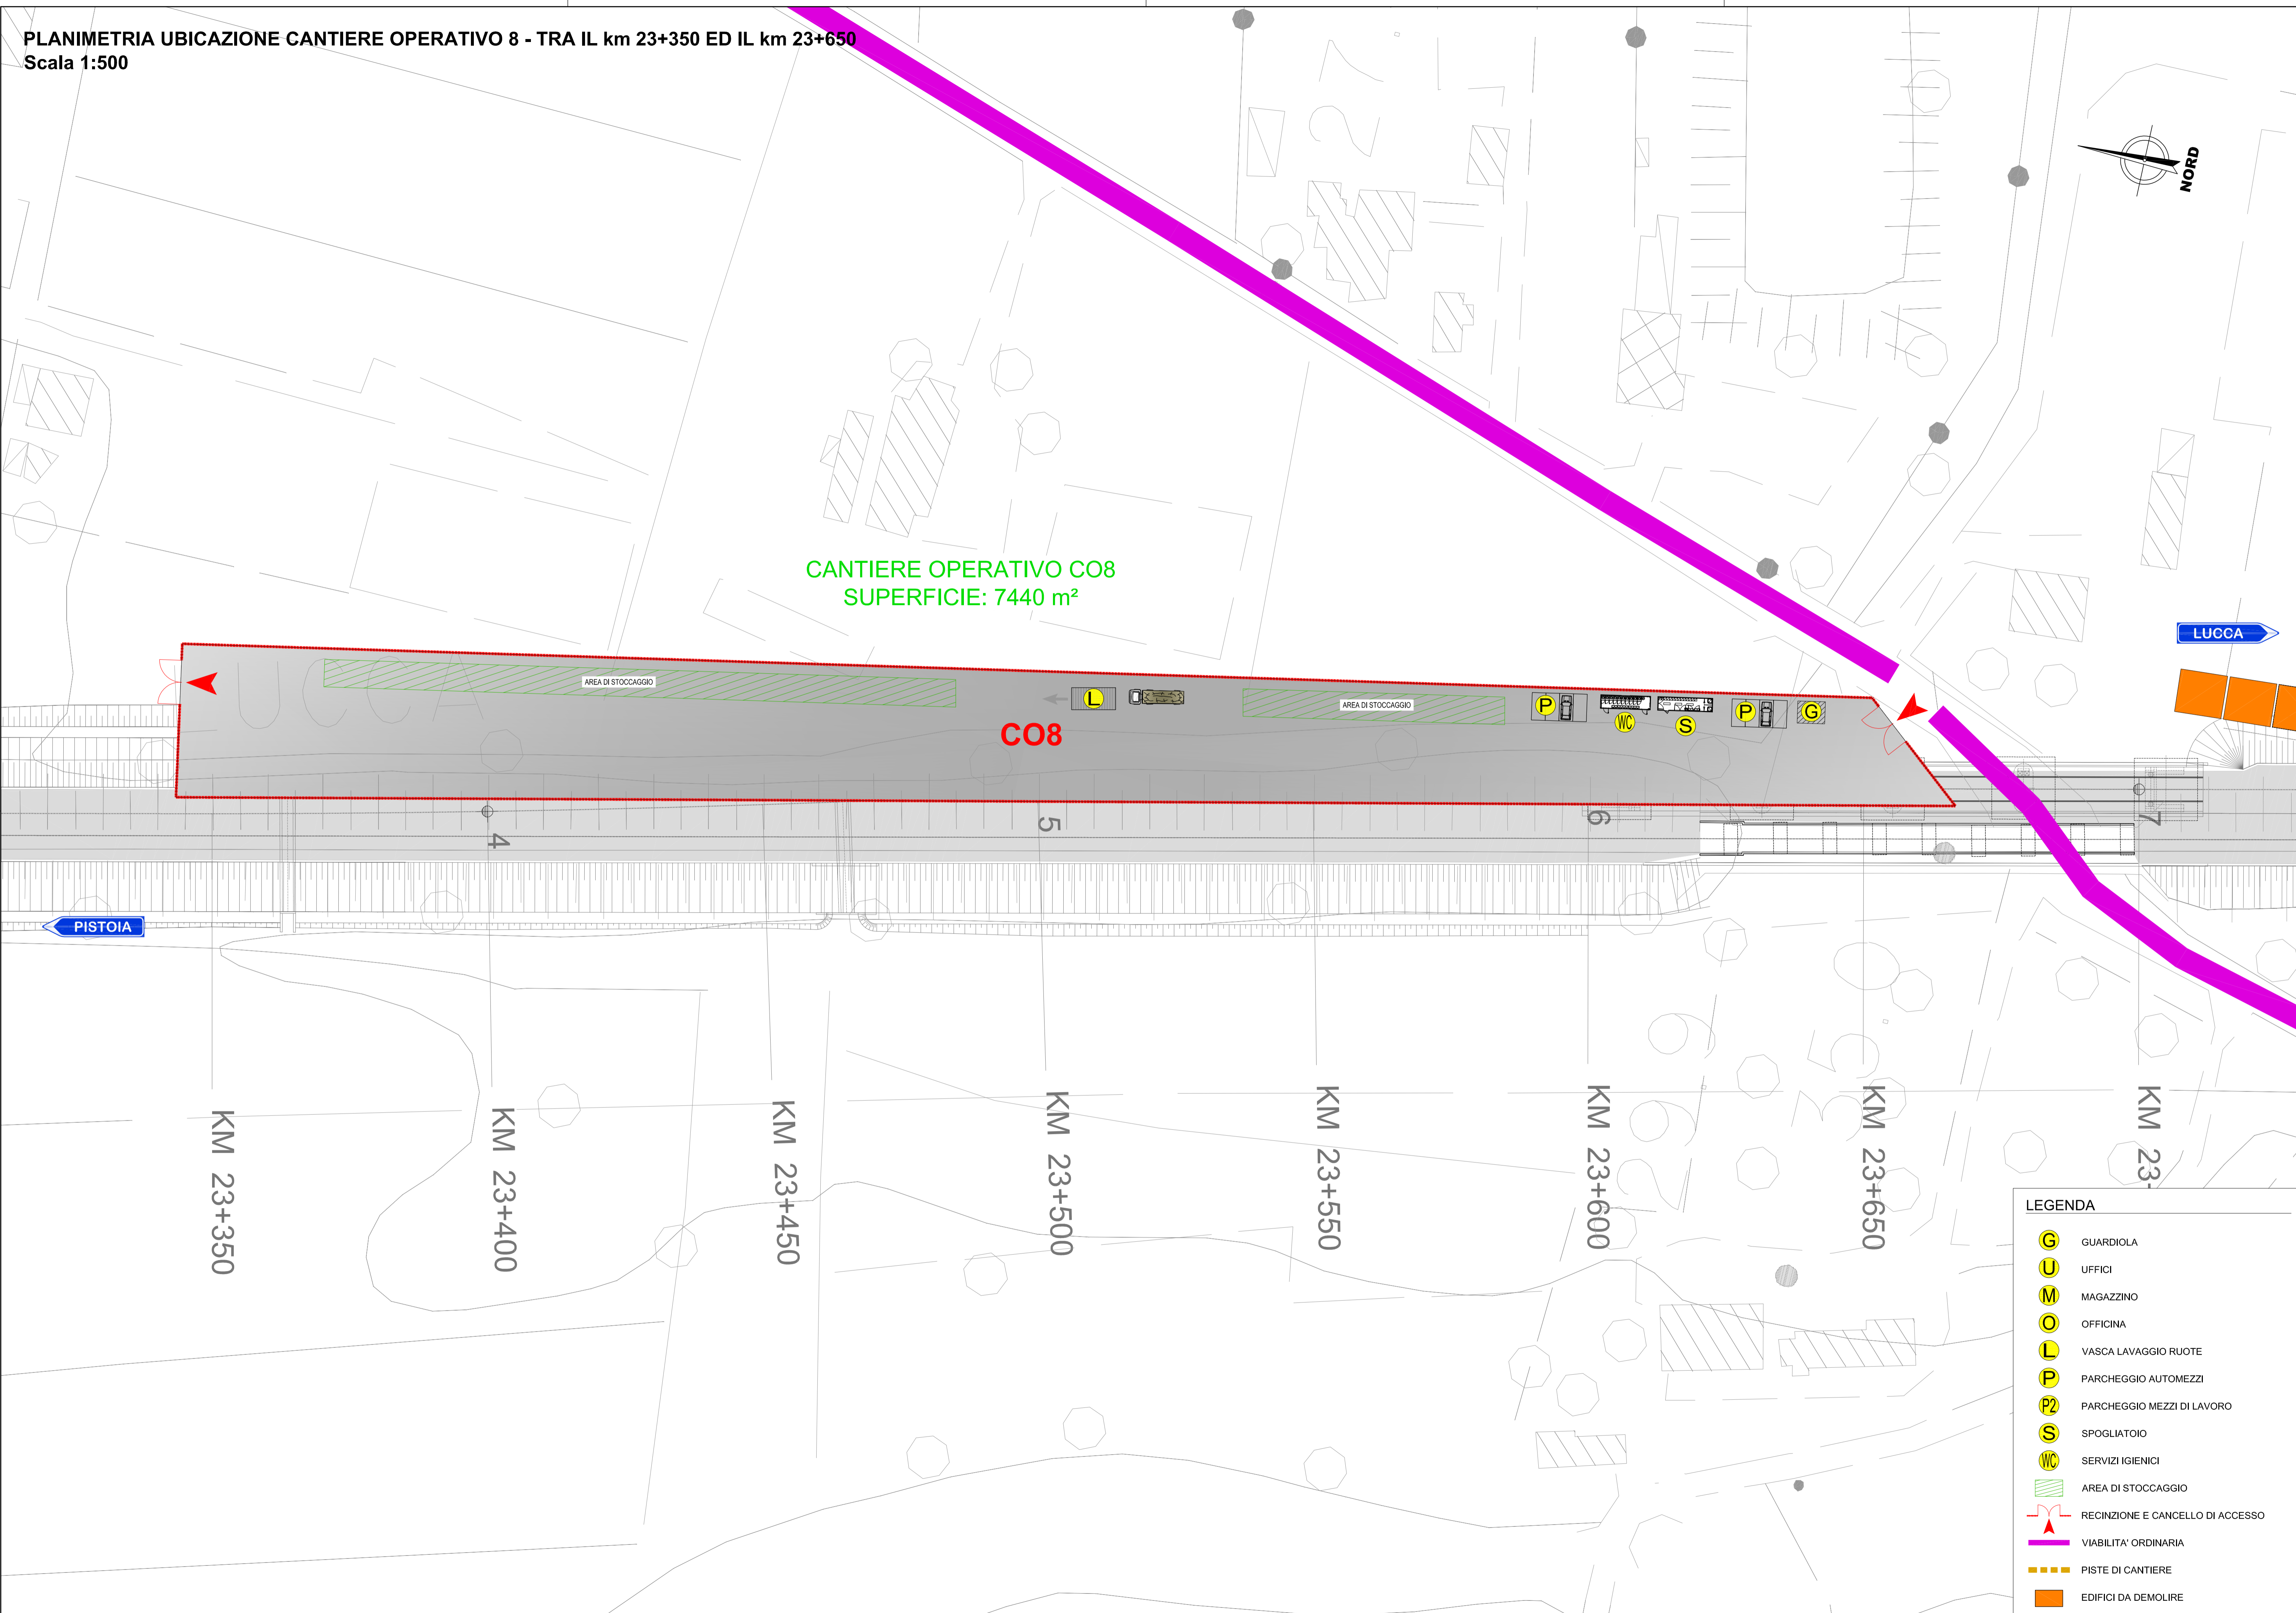 PLANIMETRIA UBICAZIONE CANTIERE OPERATIVO 8 - TRA IL km 23+350 ED IL km 23+650
Scala 1:500
NORD
CANTIERE OPERATIVO CO8
SUPERFICIE: 7440 m²
LUCCA
AREA DI STOCCAGGIO
L
AREA DI STOCCAGGIO
P
WC
S
P
G
CO8
4
5
6
7
PISTOIA
KM 23+350
KM 23+400
KM 23+450
KM 23+500
KM 23+550
KM 23+600
KM 23+650
KM 23+
LEGENDA
G GUARDIOLA
U UFFICI
M MAGAZZINO
O OFFICINA
L VASCA LAVAGGIO RUOTE
P PARCHEGGIO AUTOMEZZI
P2 PARCHEGGIO MEZZI DI LAVORO
S SPOGLIATOIO
WC SERVIZI IGIENICI
AREA DI STOCCAGGIO
RECINZIONE E CANCELLO DI ACCESSO
VIABILITA' ORDINARIA
PISTE DI CANTIERE
EDIFICI DA DEMOLIRE